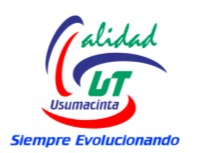 Calidad
UT
Usumacinta
Siempre Evolucionando